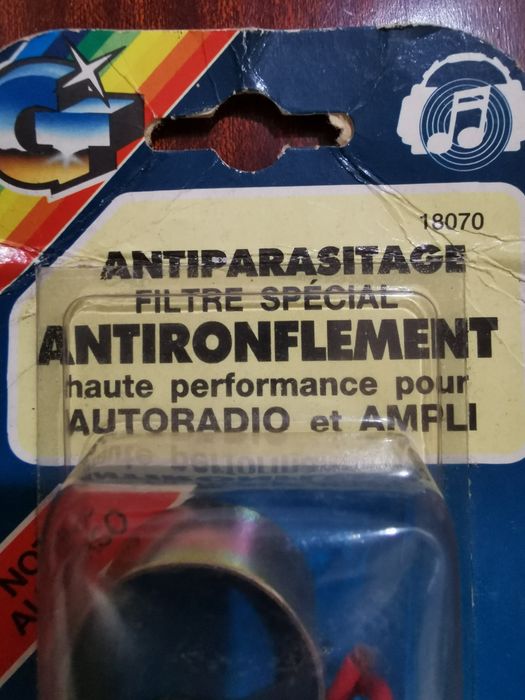 G
18070
ANTIPARASITAGE
FILTRE SPÉCIAL
ANTIRONFLEMENT
haute performance pour
AUTORADIO et AMPLI